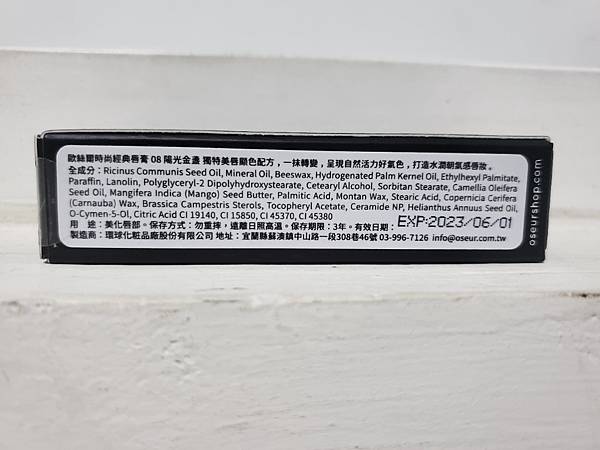 歐絲爾時尚經典唇膏 08 陽光金盞 獨特美唇顯色配方，一抹轉變，呈現自然活力好氣色，打造水潤朝氣感唇妝。
全成分：Ricinus Communis Seed Oil, Mineral Oil, Beeswax, Hydrogenated Palm Kernel Oil, Ethylhexyl Palmitate,
Paraffin, Lanolin, Polyglyceryl-2 Dipolyhydroxystearate, Cetearyl Alcohol, Sorbitan Stearate, Camellia Oleifera
Seed Oil, Mangifera Indica (Mango) Seed Butter, Palmitic Acid, Montan Wax, Stearic Acid, Copernicia Cerifera
(Carnauba) Wax, Brassica Campestris Sterols, Tocopheryl Acetate, Ceramide NP, Helianthus Annuus Seed Oil,
O-Cymen-5-Ol, Citric Acid CI 19140, CI 15850, CI 45370, CI 45380
用　途：美化唇部。保存方式：勿重摔，遠離日照高溫。保存期限：3年。有效日期：EXP:2023/06/01
製造商：環球化粧品廠股份有限公司 地址：宜蘭縣蘇澳鎮中山路一段308巷46號 03-996-7126 info@oseur.com.tw
oseurshop.com